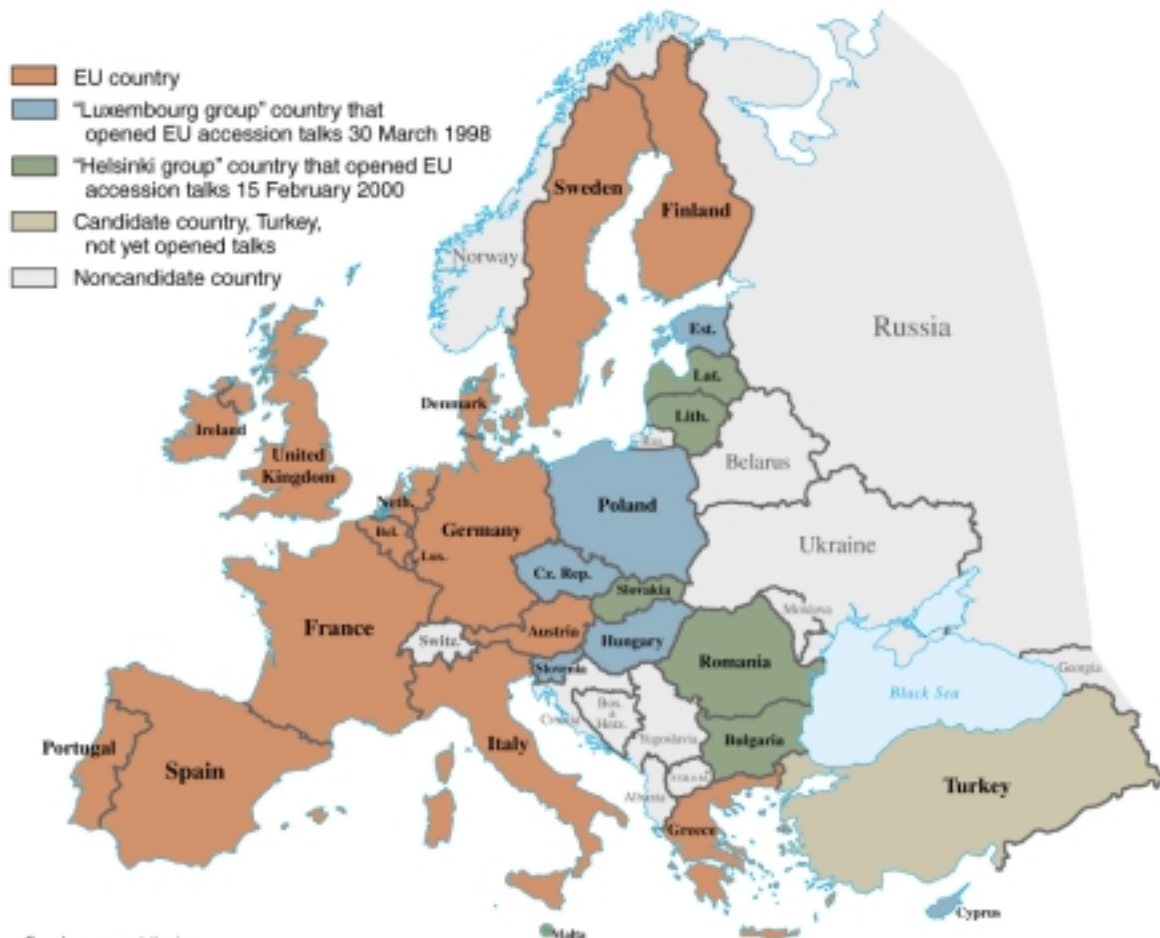 EU country
"Luxembourg group" country that
opened EU accession talks 30 March 1998
"Helsinki group" country that opened EU
accession talks 15 February 2000
Candidate country, Turkey,
not yet opened talks
Noncandidate country
Sweden
Finland
Norway
Russia
Est.
Lat.
Denmark
Lith.
Ireland
Rus.
United
Kingdom
Belarus
Neth.
Poland
Bel.
Germany
Ukraine
Lux.
Cz. Rep.
Slovakia
Moldova
France
Austria
Switz.
Hungary
Romania
Slovenia
Georgia
Black Sea
Bos.
&
Herz.
Croatia
Portugal
Italy
Yugoslavia
Bulgaria
Spain
Turkey
Albania
Greece
Cyprus
Malta